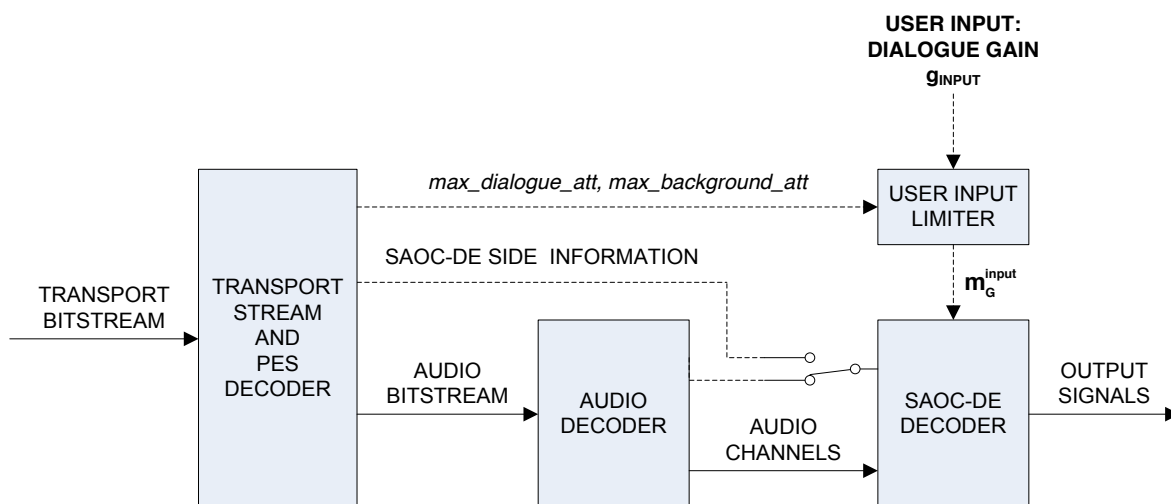 USER INPUT:
DIALOGUE GAIN
gINPUT
max_dialogue_att, max_background_att
USER INPUT
LIMITER
SAOC-DE SIDE INFORMATION
mGinput
TRANSPORT
BITSTREAM
TRANSPORT
STREAM
AND
PES
DECODER
AUDIO
BITSTREAM
AUDIO
DECODER
AUDIO
CHANNELS
SAOC-DE
DECODER
OUTPUT
SIGNALS